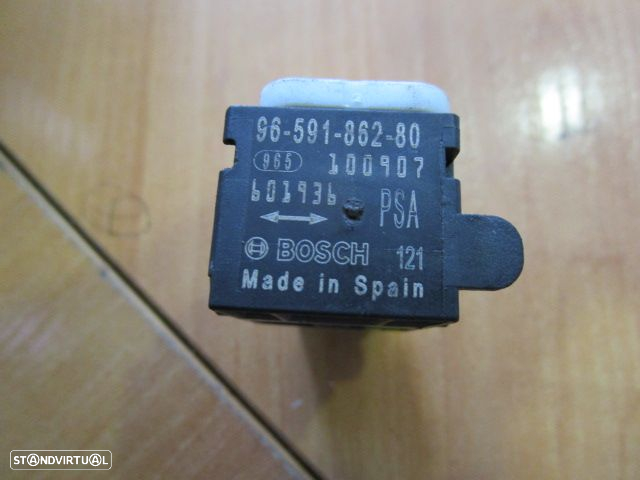 96-591-862-80
965 100907
601936 PSA
BOSCH 121
Made in Spain
STANDVIRTUAL